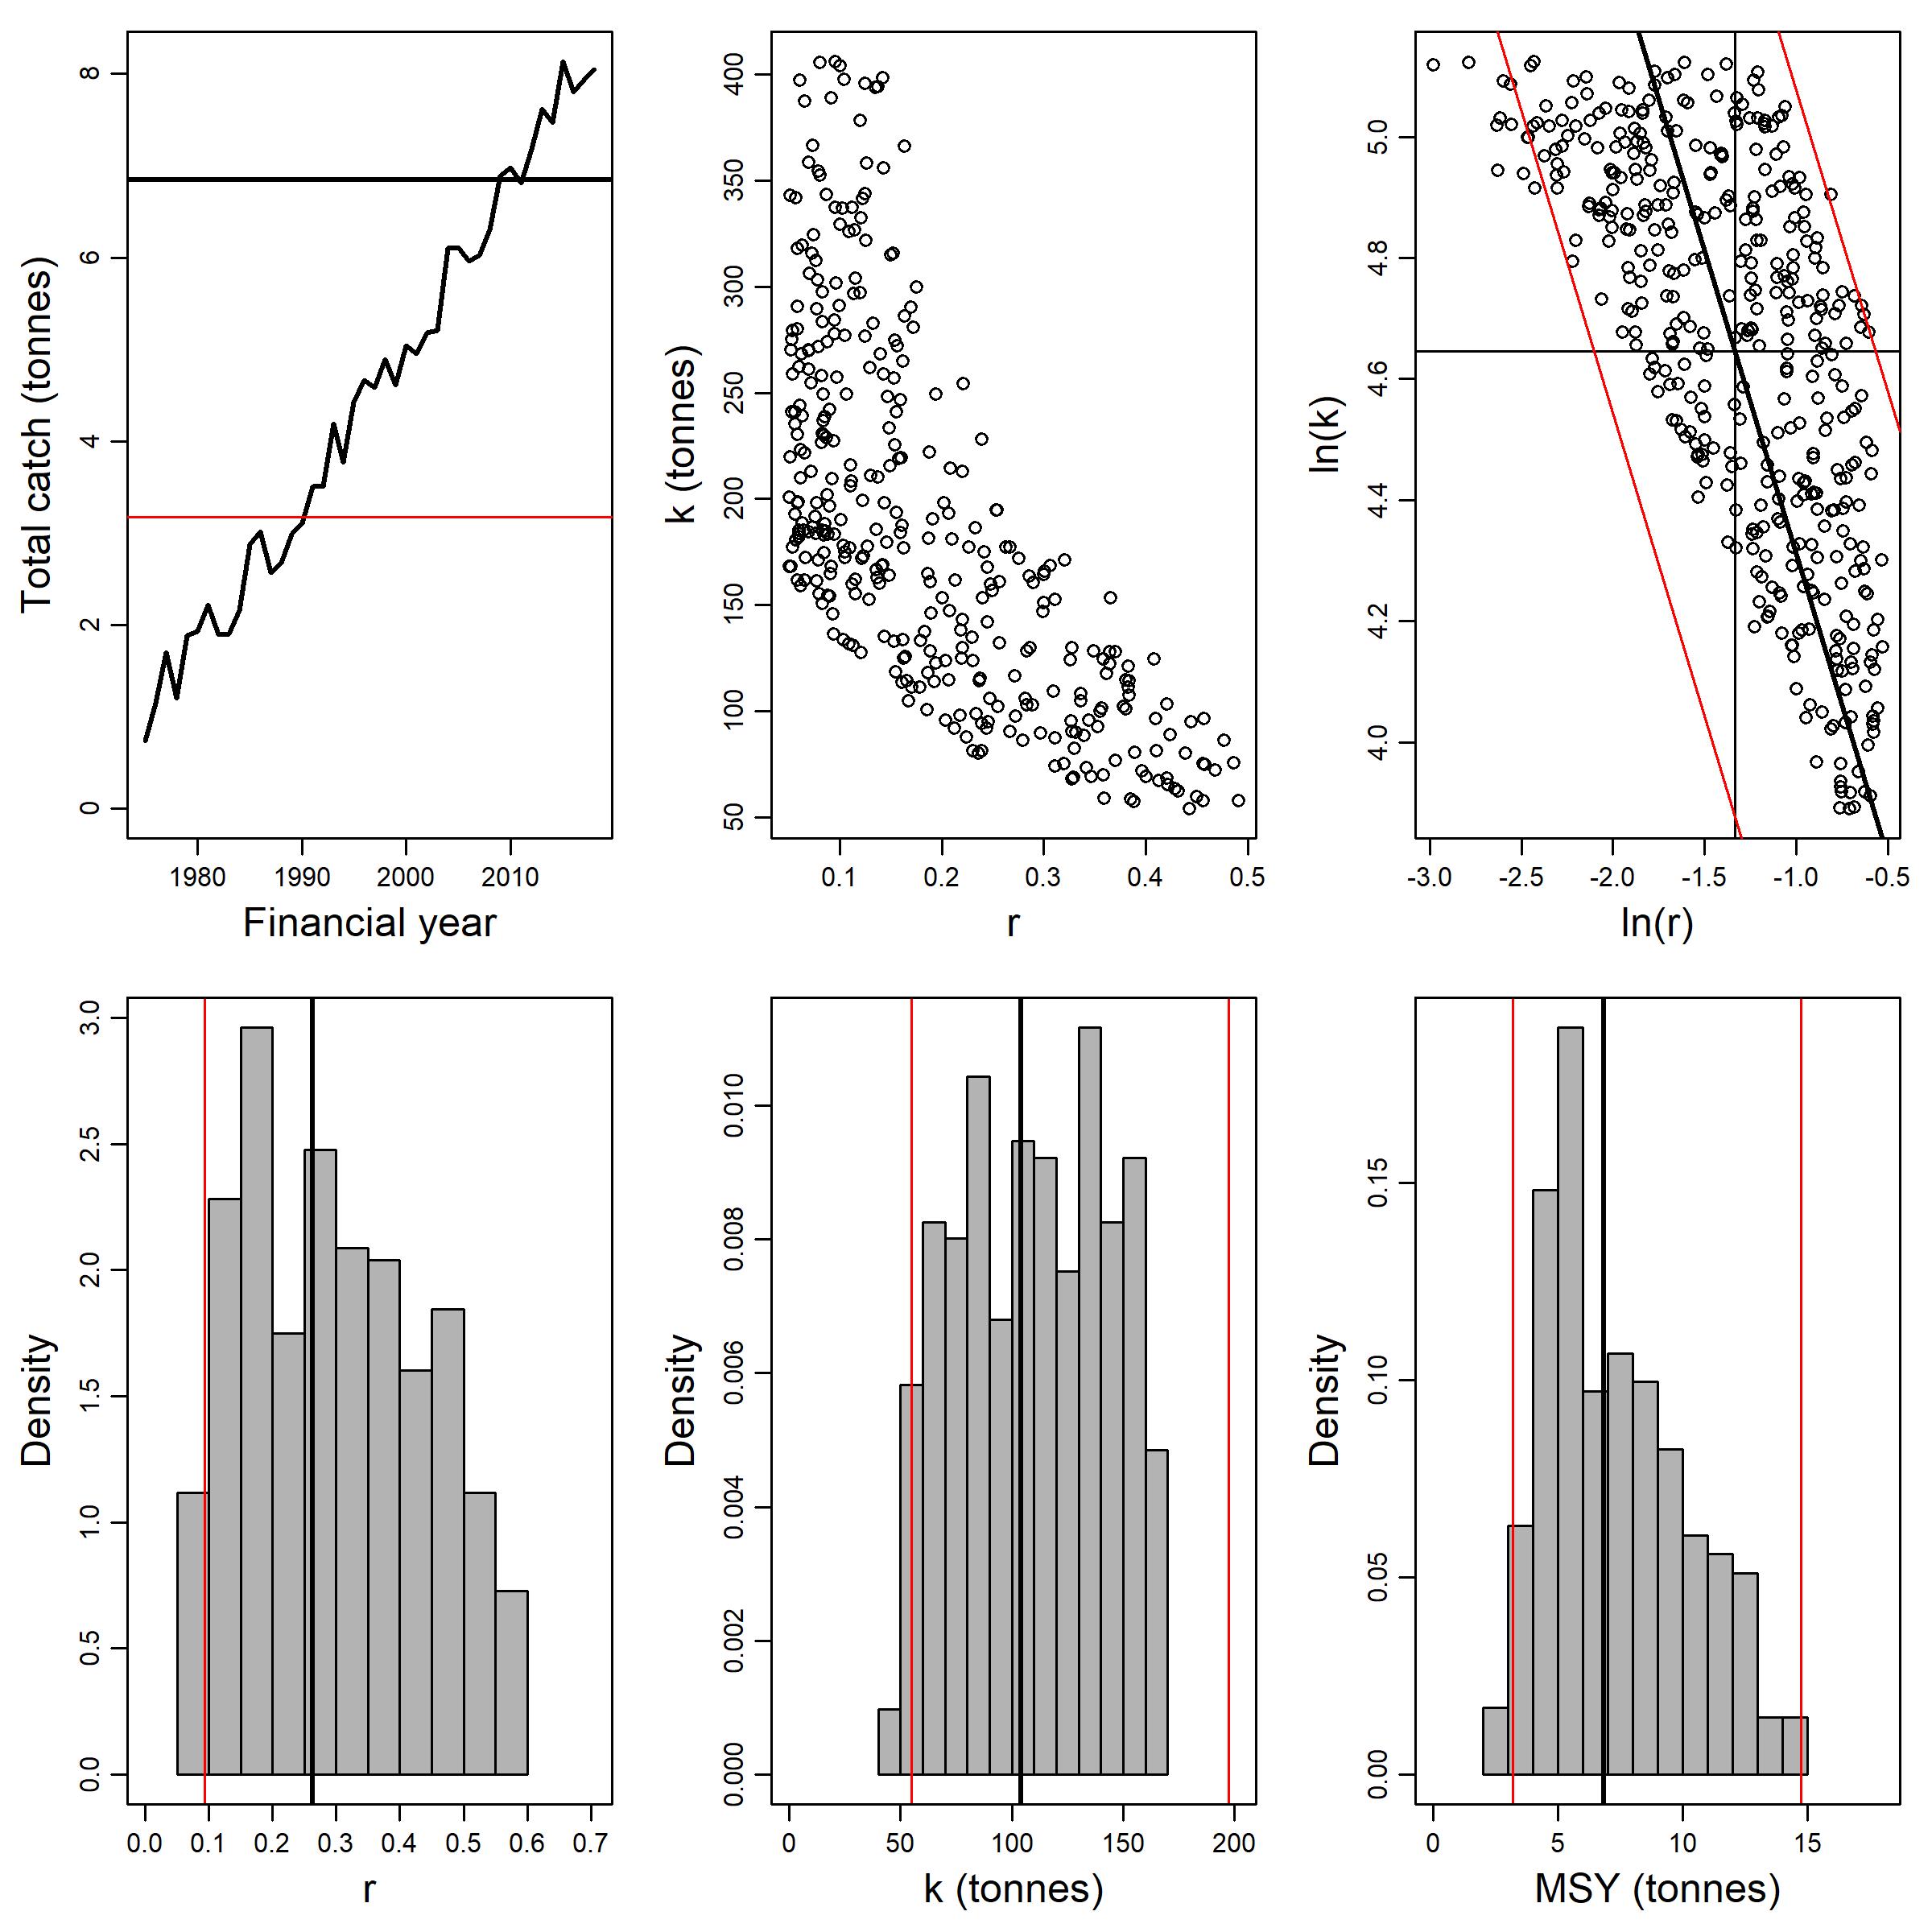 Total catch (tonnes)
8
6
4
2
0
1980 1990 2000 2010
Financial year
k (tonnes)
400
350
300
250
200
150
100
50
0.1 0.2 0.3 0.4 0.5
r
ln(k)
5.0
4.8
4.6
4.4
4.2
4.0
-3.0 -2.5 -2.0 -1.5 -1.0 -0.5
ln(r)
Density
3.0
2.5
2.0
1.5
1.0
0.5
0.0
0.0 0.1 0.2 0.3 0.4 0.5 0.6 0.7
r
Density
0.010
0.008
0.006
0.004
0.002
0.000
0 50 100 150 200
k (tonnes)
Density
0.15
0.10
0.05
0.00
0 5 10 15
MSY (tonnes)